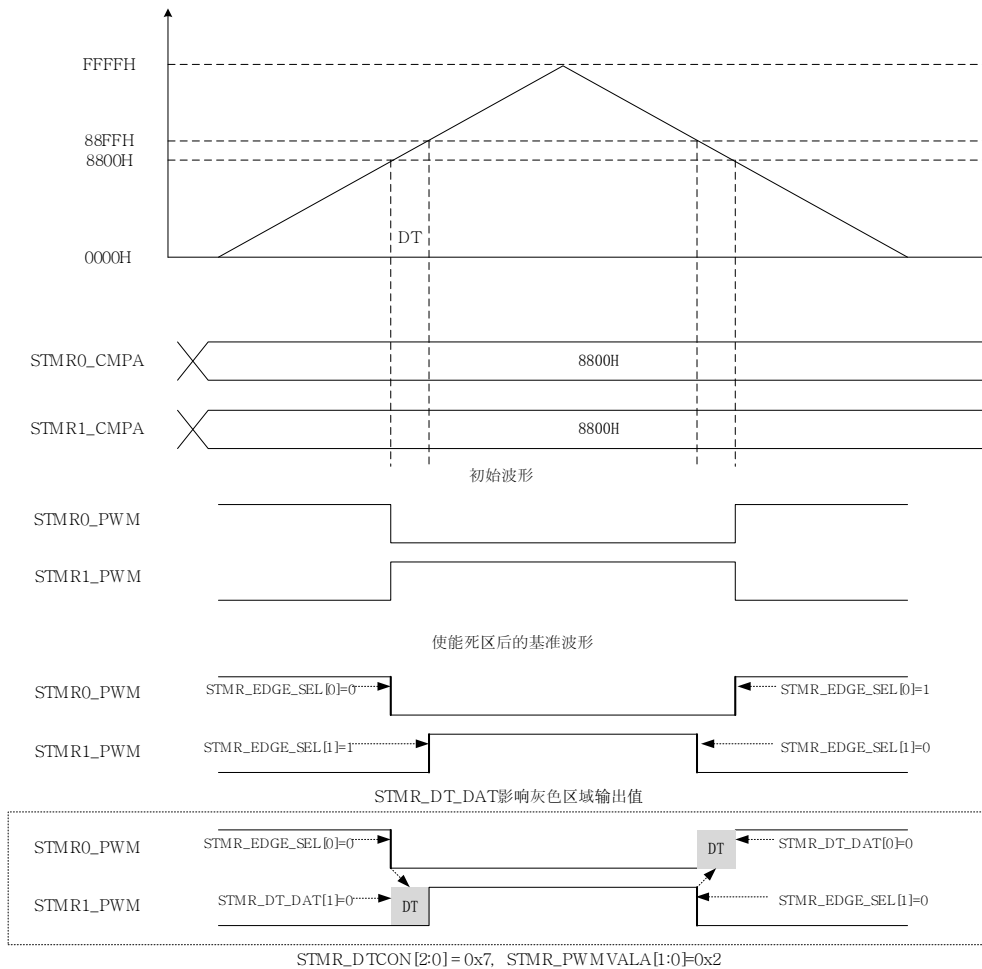 FFFFH
88FFH
8800H
DT
0000H
STMR0_CMPA 8800H
STMR1_CMPA 8800H
初始波形
STMR0_PWM
STMR1_PWM
使能死区后的基准波形
STMR0_PWM STMR_EDGE_SEL[0]=0 STMR_EDGE_SEL[0]=1
STMR1_PWM STMR_EDGE_SEL[1]=1 STMR_EDGE_SEL[1]=0
STMR_DT_DAT影响灰色区域输出值
STMR0_PWM STMR_EDGE_SEL[0]=0 DT STMR_DT_DAT[0]=0
STMR1_PWM STMR_DT_DAT[1]=0 DT STMR_EDGE_SEL[1]=0
STMR_DTCON[2:0] = 0x7, STMR_PWMVALA[1:0]=0x2